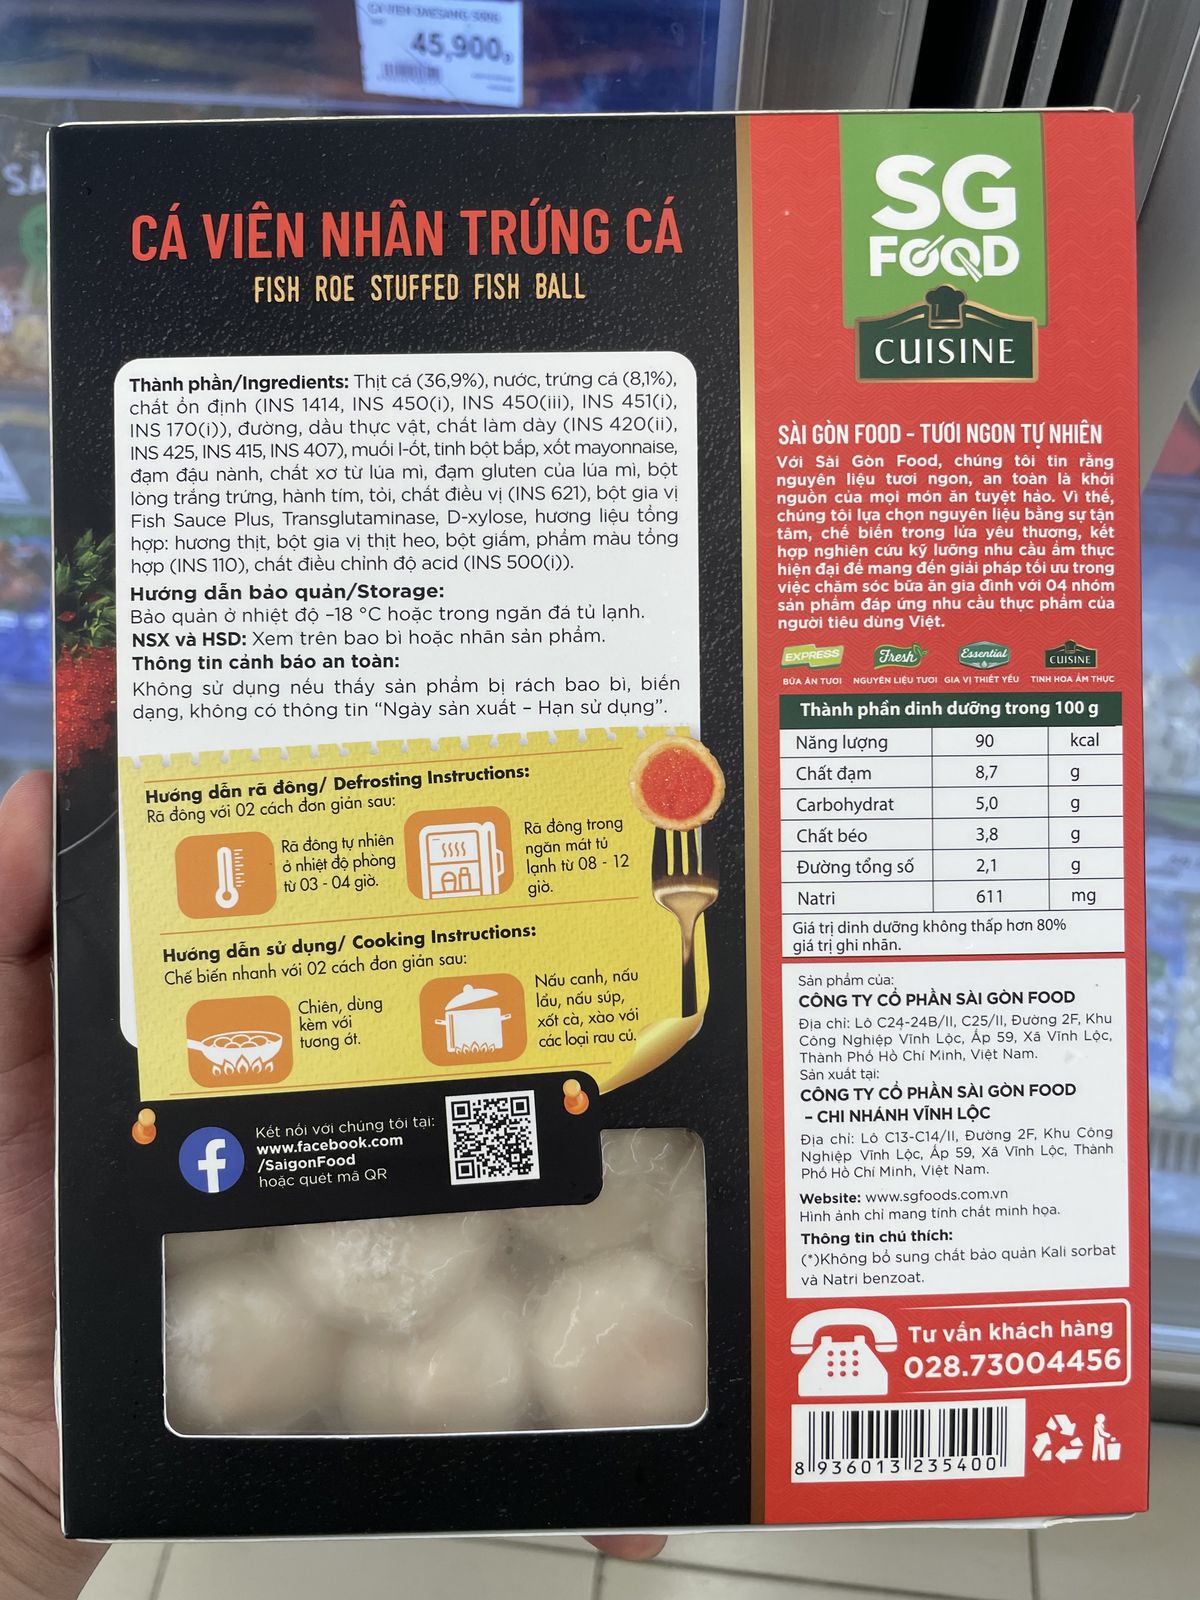 CÁ VIÊN DAESANG 500G
45,900Đ
SÀ
CÁ VIÊN NHÂN TRỨNG CÁ
FISH ROE STUFFED FISH BALL
Thành phần/Ingredients: Thịt cá (36,9%), nước, trứng cá (8,1%),
chất ổn định (INS 1414, INS 450(i), INS 450(iii), INS 451(i),
INS 170(i)), đường, dầu thực vật, chất làm dày (INS 420(ii),
INS 425, INS 415, INS 407), muối I-ốt, tinh bột bắp, xốt mayonnaise,
đạm đậu nành, chất xơ từ lúa mì, đạm gluten của lúa mì, bột
lòng trắng trứng, hành tím, tỏi, chất điều vị (INS 621), bột gia vị
Fish Sauce Plus, Transglutaminase, D-xylose, hương liệu tổng
hợp: hương thịt, bột gia vị thịt heo, bột giấm, phẩm màu tổng
hợp (INS 110), chất điều chỉnh độ acid (INS 500(i)).
Hướng dẫn bảo quản/Storage:
Bảo quản ở nhiệt độ –18 °C hoặc trong ngăn đá tủ lạnh.
NSX và HSD: Xem trên bao bì hoặc nhãn sản phẩm.
Thông tin cảnh báo an toàn:
Không sử dụng nếu thấy sản phẩm bị rách bao bì, biến
dạng, không có thông tin “Ngày sản xuất – Hạn sử dụng”.
Hướng dẫn rã đông/ Defrosting Instructions:
Rã đông với 02 cách đơn giản sau:
Rã đông tự nhiên
ở nhiệt độ phòng
từ 03 - 04 giờ.
Rã đông trong
ngăn mát tủ
lạnh từ 08 - 12
giờ.
Hướng dẫn sử dụng/ Cooking Instructions:
Chế biến nhanh với 02 cách đơn giản sau:
Chiên, dùng
kèm với
tương ớt.
Nấu canh, nấu
lẩu, nấu súp,
xốt cà, xào với
các loại rau củ.
Kết nối với chúng tôi tại:
www.facebook.com
/SaigonFood
hoặc quét mã QR
SG
FOOD
CUISINE
SÀI GÒN FOOD - TƯƠI NGON TỰ NHIÊN
Với Sài Gòn Food, chúng tôi tin rằng
nguyên liệu tươi ngon, an toàn là khởi
nguồn của mọi món ăn tuyệt hảo. Vì thế,
chúng tôi lựa chọn nguyên liệu bằng sự tận
tâm, chế biến trong lửa yêu thương, kết
hợp nghiên cứu kỹ lưỡng nhu cầu ẩm thực
hiện đại để mang đến giải pháp tối ưu trong
việc chăm sóc bữa ăn gia đình với 04 nhóm
sản phẩm đáp ứng nhu cầu thực phẩm của
người tiêu dùng Việt.
EXPRESS Fresh Essential CUISINE
BỮA ĂN TƯƠI NGUYÊN LIỆU TƯƠI GIA VỊ THIẾT YẾU TINH HOA ẨM THỰC
Thành phần dinh dưỡng trong 100 g
Năng lượng 90 kcal
Chất đạm 8,7 g
Carbohydrat 5,0 g
Chất béo 3,8 g
Đường tổng số 2,1 g
Natri 611 mg
Giá trị dinh dưỡng không thấp hơn 80%
giá trị ghi nhãn.
Sản phẩm của:
CÔNG TY CỔ PHẦN SÀI GÒN FOOD
Địa chỉ: Lô C24-24B/II, C25/II, Đường 2F, Khu
Công Nghiệp Vĩnh Lộc, Ấp 59, Xã Vĩnh Lộc,
Thành Phố Hồ Chí Minh, Việt Nam.
Sản xuất tại:
CÔNG TY CỔ PHẦN SÀI GÒN FOOD
– CHI NHÁNH VĨNH LỘC
Địa chỉ: Lô C13-C14/II, Đường 2F, Khu Công
Nghiệp Vĩnh Lộc, Ấp 59, Xã Vĩnh Lộc, Thành
Phố Hồ Chí Minh, Việt Nam.
Website: www.sgfoods.com.vn
Hình ảnh chỉ mang tính chất minh họa.
Thông tin chú thích:
(*)Không bổ sung chất bảo quản Kali sorbat
và Natri benzoat.
Tư vấn khách hàng
028.73004456
8 936013 235400